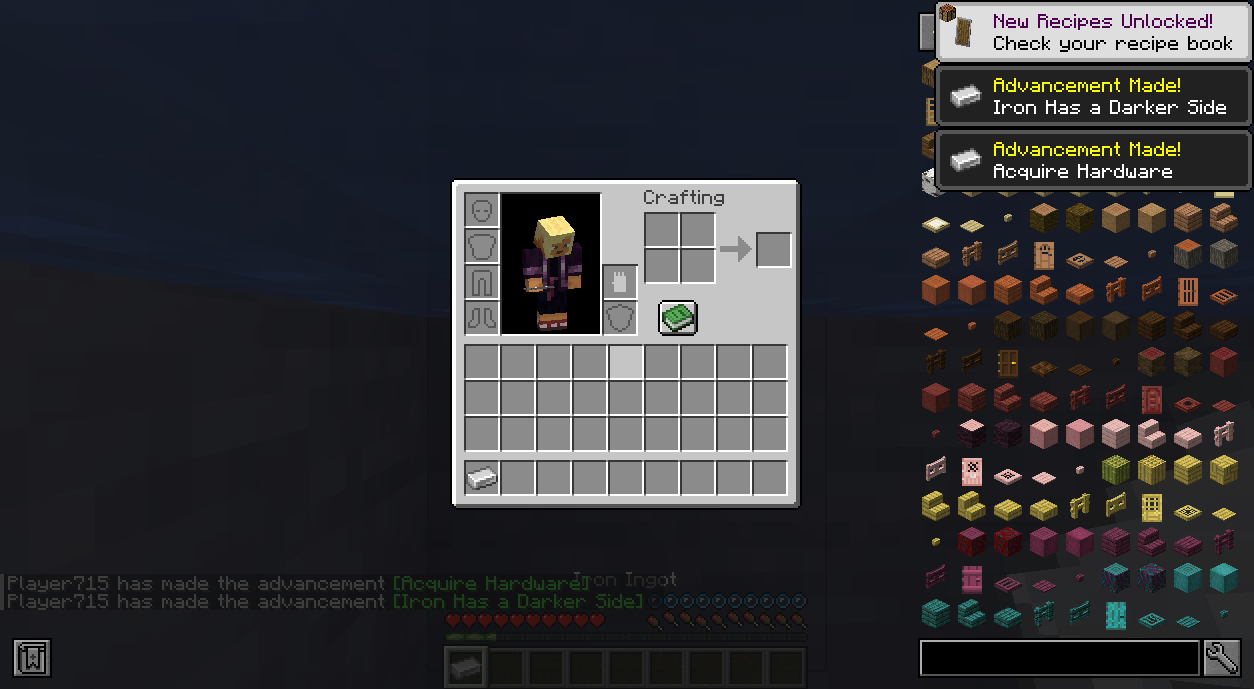 New Recipes Unlocked!
Check your recipe book
Advancement Made!
Iron Has a Darker Side
Advancement Made!
Acquire Hardware
Crafting
Iron Ingot
Player715 has made the advancement [Acquire Hardware]
Player715 has made the advancement [Iron Has a Darker Side]